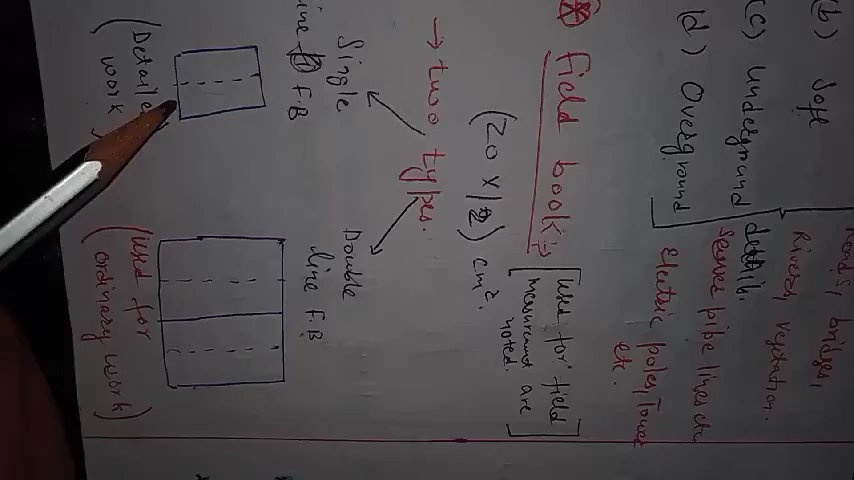 (b) Soft
Roads, bridges,
Rivers, vegetation.
(c) Underground details.
sewer pipe lines etc
(d) Overground
Electric poles, Tower
etc.
Field book :→
[used for field
measurement are
noted.]
(20 x 12) cm².
→ two types.
Single
line F.B
Double
line F.B
(Detailed
work)
(used for
ordinary work)